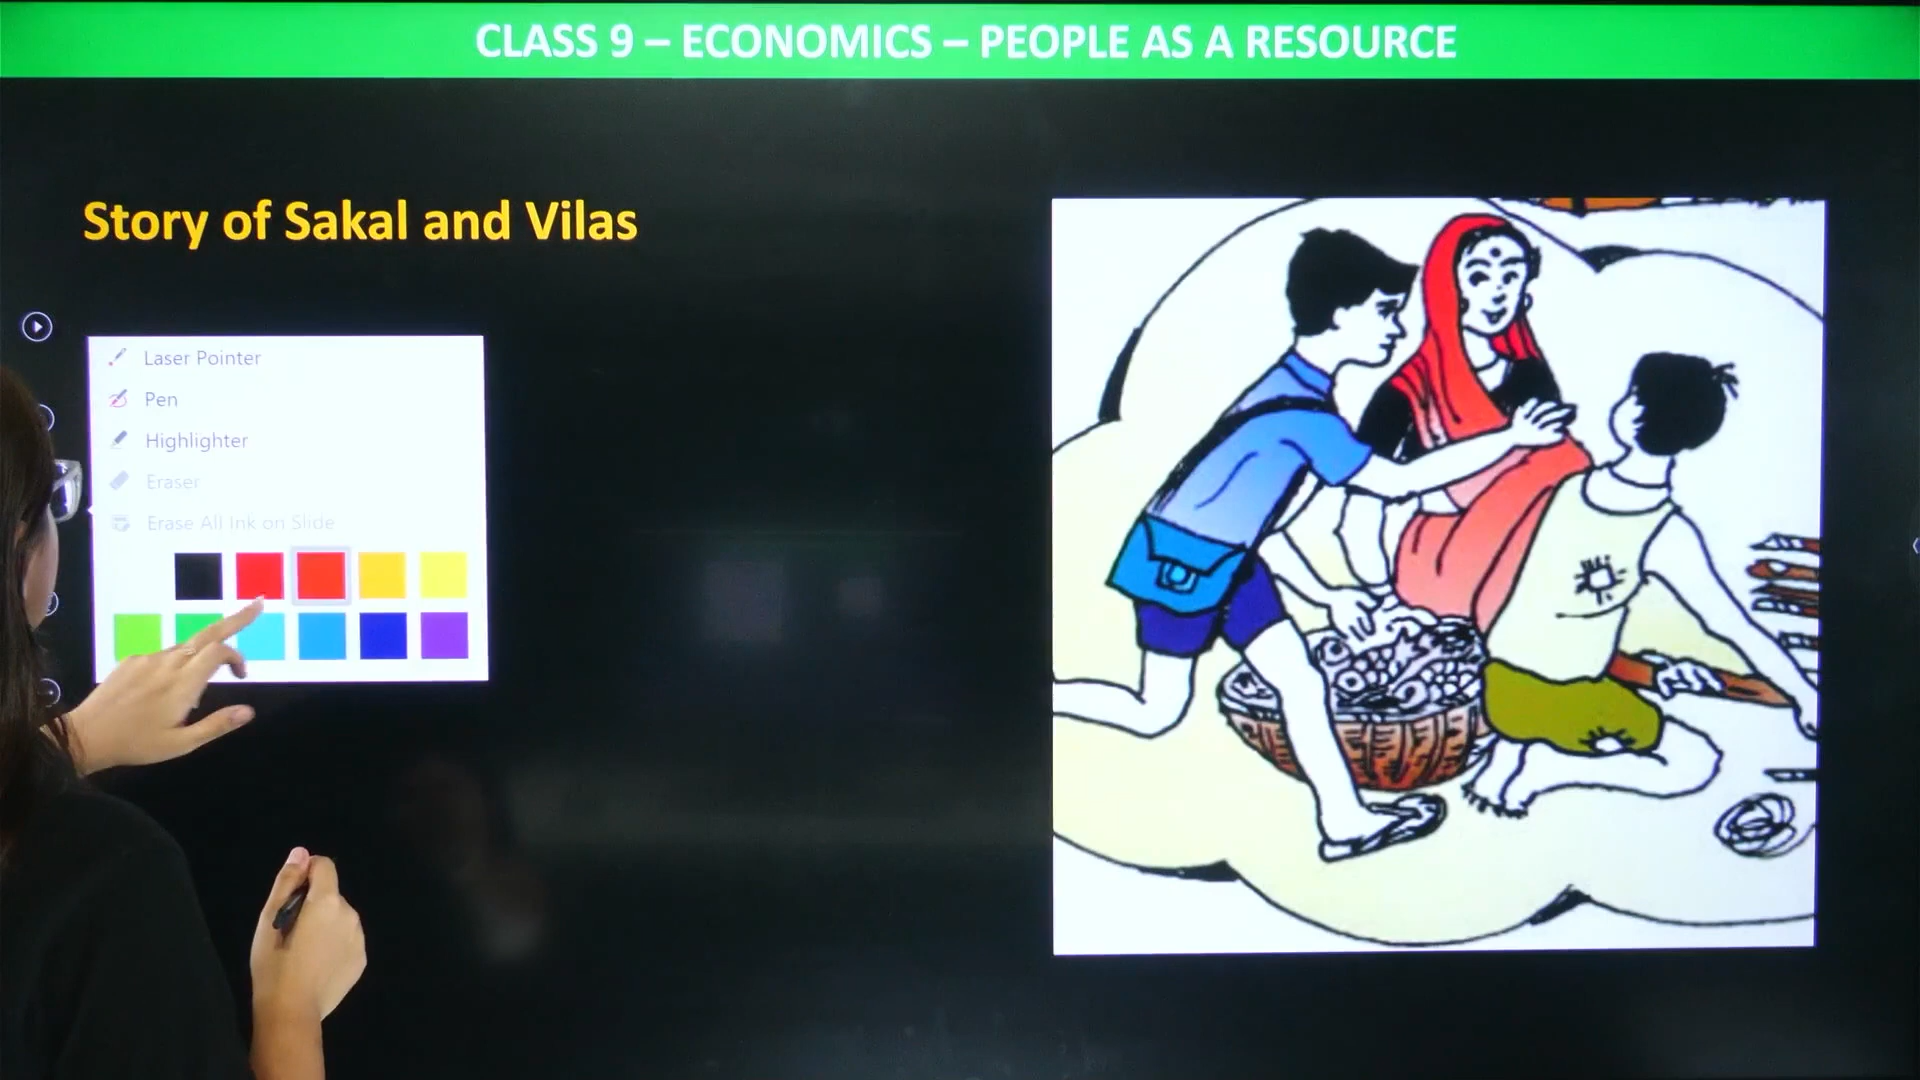 CLASS 9 – ECONOMICS – PEOPLE AS A RESOURCE
Story of Sakal and Vilas
Laser Pointer
Pen
Highlighter
Eraser
Erase All Ink on Slide